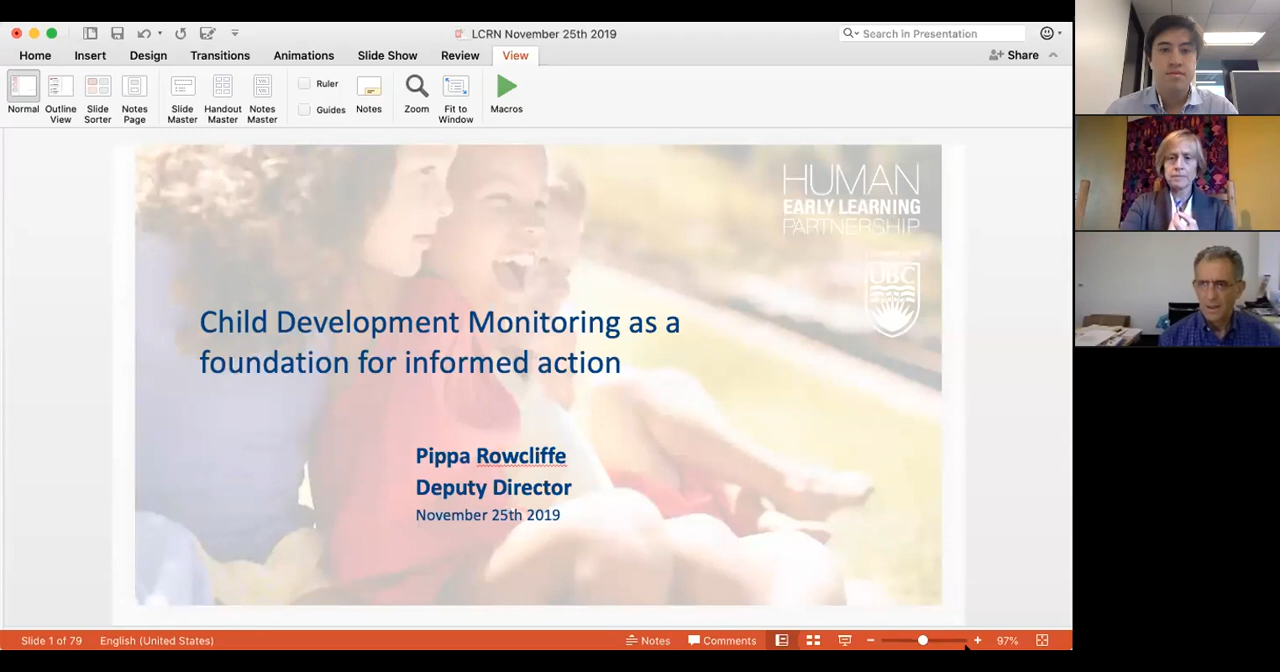 LCRN November 25th 2019
Search in Presentation
Home Insert Design Transitions Animations Slide Show Review View
Share
Normal Outline View Slide Sorter Notes Page Slide Master Handout Master Notes Master Ruler Guides Notes Zoom Fit to Window Macros
HUMAN
EARLY LEARNING
PARTNERSHIP
UBC
Child Development Monitoring as a
foundation for informed action
Pippa Rowcliffe
Deputy Director
November 25th 2019
Slide 1 of 79 English (United States) Notes Comments 97%